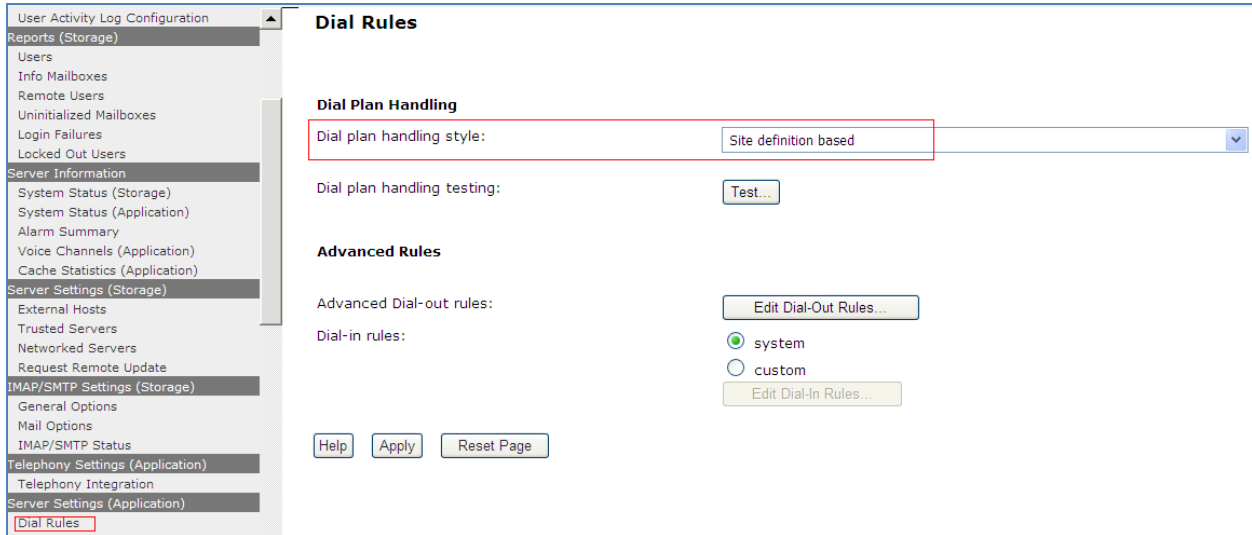 User Activity Log Configuration
Reports (Storage)
Users
Info Mailboxes
Remote Users
Uninitialized Mailboxes
Login Failures
Locked Out Users
Server Information
System Status (Storage)
System Status (Application)
Alarm Summary
Voice Channels (Application)
Cache Statistics (Application)
Server Settings (Storage)
External Hosts
Trusted Servers
Networked Servers
Request Remote Update
IMAP/SMTP Settings (Storage)
General Options
Mail Options
IMAP/SMTP Status
Telephony Settings (Application)
Telephony Integration
Server Settings (Application)
Dial Rules
Dial Rules
Dial Plan Handling
Dial plan handling style: Site definition based
Dial plan handling testing: Test...
Advanced Rules
Advanced Dial-out rules: Edit Dial-Out Rules...
Dial-in rules: system
custom
Edit Dial-In Rules...
Help Apply Reset Page